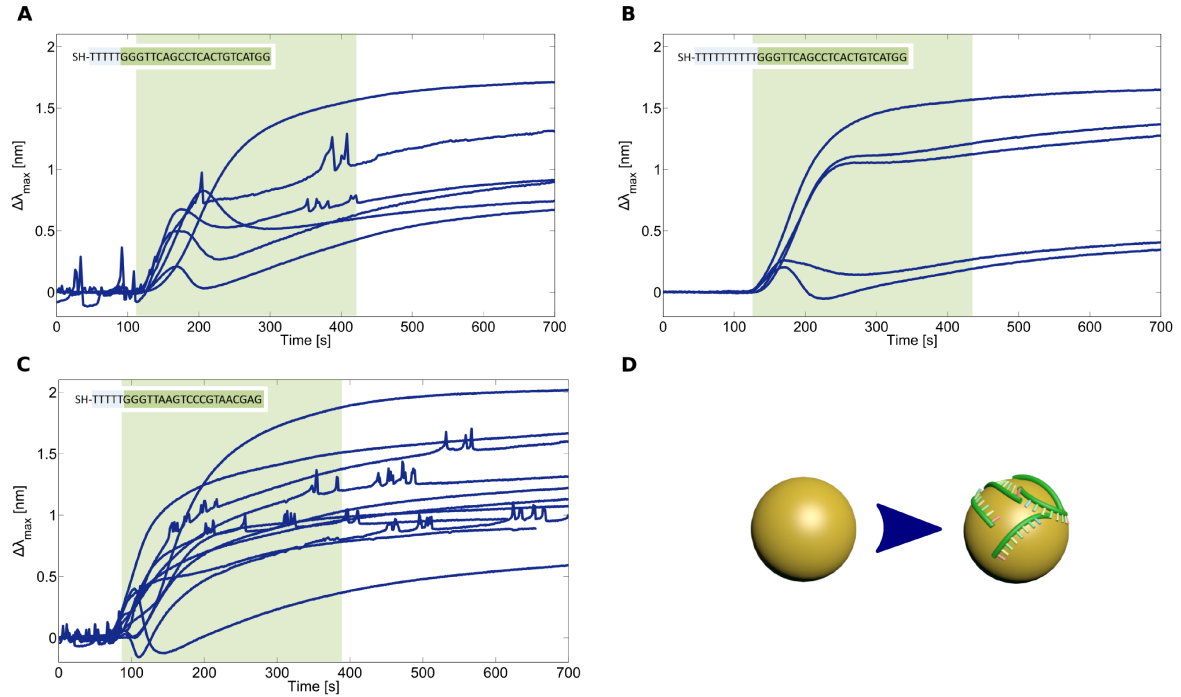 A
SH-TTTTTGGGTTCAGCCTCACTGTCATGG
2
1.5
1
0.5
0
Δλmax [nm]
0 100 200 300 400 500 600 700
Time [s]
B
SH-TTTTTTTTTTGGGTTCAGCCTCACTGTCATGG
2
1.5
1
0.5
0
Δλmax [nm]
0 100 200 300 400 500 600 700
Time [s]
C
SH-TTTTTGGGTTAAGTCCCGTAACGAG
2
1.5
1
0.5
0
Δλmax [nm]
0 100 200 300 400 500 600 700
Time [s]
D